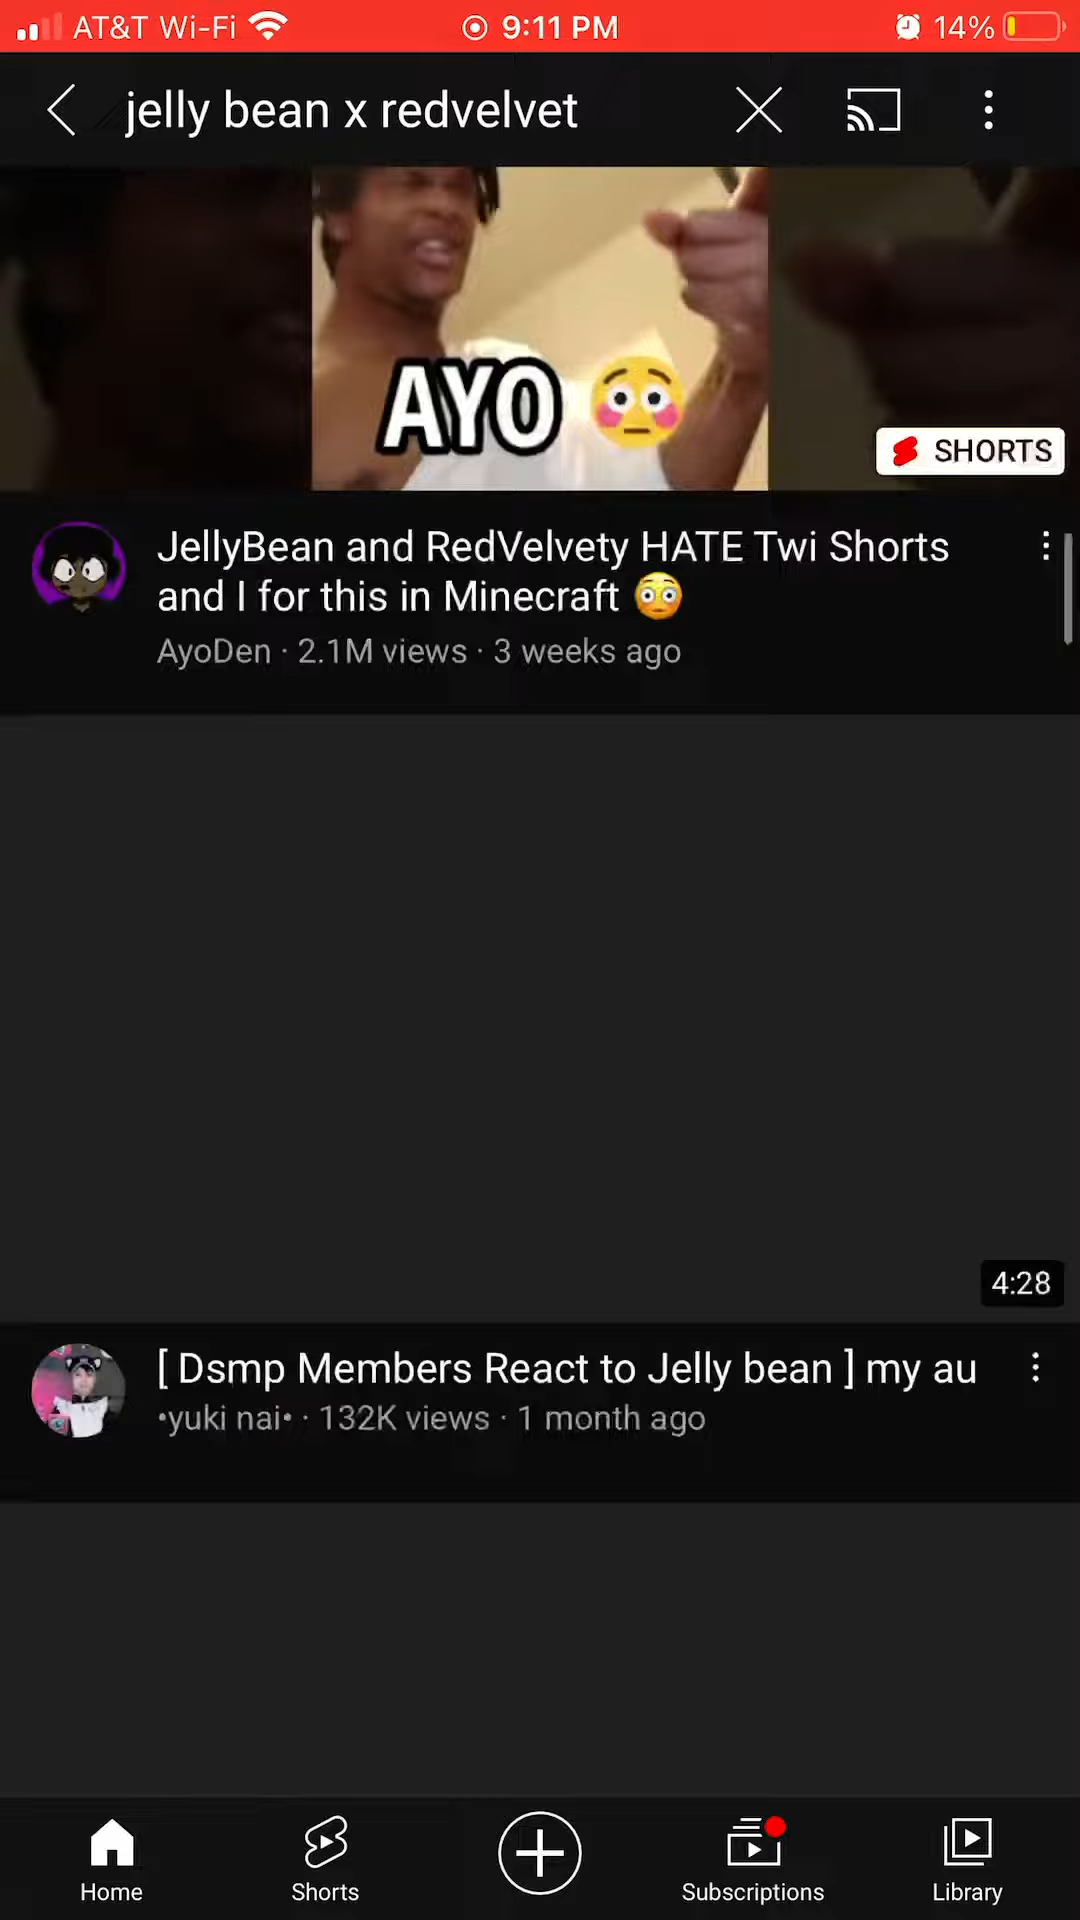 AT&T Wi-Fi 9:11 PM 14%
jelly bean x redvelvet
AYO 😳
SHORTS
JellyBean and RedVelvety HATE Twi Shorts
and I for this in Minecraft 😳
AyoDen · 2.1M views · 3 weeks ago
4:28
[ Dsmp Members React to Jelly bean ] my au
•yuki nai• · 132K views · 1 month ago
Home Shorts Subscriptions Library